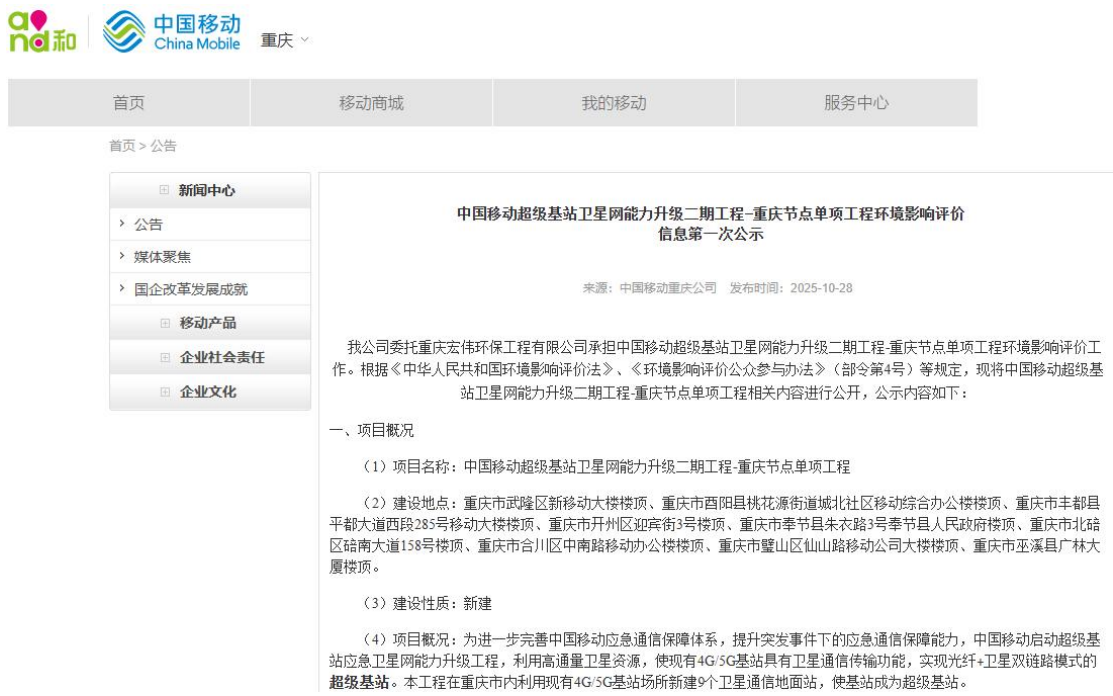 and和
中国移动
China Mobile
重庆
首页 移动商城 我的移动 服务中心
首页 > 公告
新闻中心
公告
媒体聚焦
国企改革发展成就
移动产品
企业社会责任
企业文化
中国移动超级基站卫星网能力升级二期工程-重庆节点单项工程环境影响评价
信息第一次公示
来源：中国移动重庆公司 发布时间：2025-10-28
我公司委托重庆宏伟环保工程有限公司承担中国移动超级基站卫星网能力升级二期工程-重庆节点单项工程环境影响评价工
作。根据《中华人民共和国环境影响评价法》、《环境影响评价公众参与办法》（部令第4号）等规定，现将中国移动超级基
站卫星网能力升级二期工程-重庆节点单项工程相关内容进行公开，公示内容如下：
一、项目概况
（1）项目名称：中国移动超级基站卫星网能力升级二期工程-重庆节点单项工程
（2）建设地点：重庆市武隆区新移动大楼楼顶、重庆市酉阳县桃花源街道城北社区移动综合办公楼楼顶、重庆市丰都县
平都大道西段285号移动大楼楼顶、重庆市开州区迎宾街3号楼顶、重庆市奉节县朱衣路3号奉节县人民政府楼顶、重庆市北碚
区碚南大道158号楼顶、重庆市合川区中南路移动办公楼楼顶、重庆市璧山区仙山路移动公司大楼楼顶、重庆市巫溪县广林大
厦楼顶。
（3）建设性质：新建
（4）项目概况：为进一步完善中国移动应急通信保障体系，提升突发事件下的应急通信保障能力，中国移动启动超级基
站应急卫星网能力升级工程，利用高通量卫星资源，使现有4G/5G基站具有卫星通信传输功能，实现光纤+卫星双链路模式的
超级基站。本工程在重庆市内利用现有4G/5G基站场所新建9个卫星通信地面站，使基站成为超级基站。